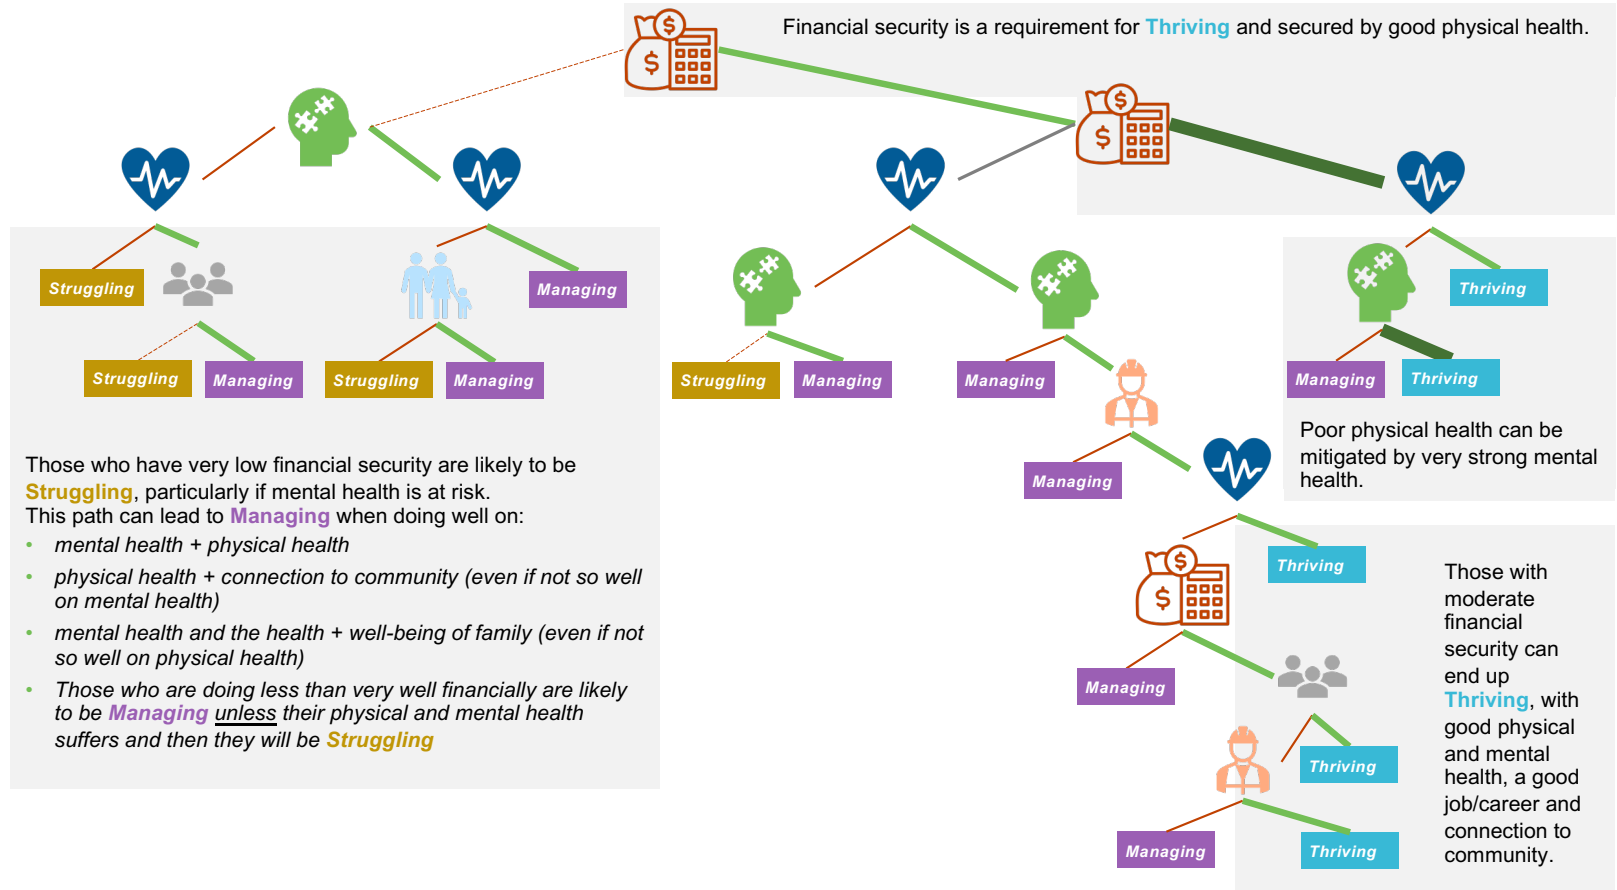 Financial security is a requirement for Thriving and secured by good physical health.
$
$
$
$
Struggling
Managing
Thriving
Struggling
Managing
Struggling
Managing
Struggling
Managing
Managing
Managing
Thriving
Poor physical health can be
mitigated by very strong mental
health.
Managing
Those who have very low financial security are likely to be
Struggling, particularly if mental health is at risk.
This path can lead to Managing when doing well on:
• mental health + physical health
• physical health + connection to community (even if not so well
on mental health)
• mental health and the health + well-being of family (even if not
so well on physical health)
• Those who are doing less than very well financially are likely
to be Managing unless their physical and mental health
suffers and then they will be Struggling
$
$
Thriving
Managing
Thriving
Managing
Thriving
Those with
moderate
financial
security can
end up
Thriving, with
good physical
and mental
health, a good
job/career and
connection to
community.